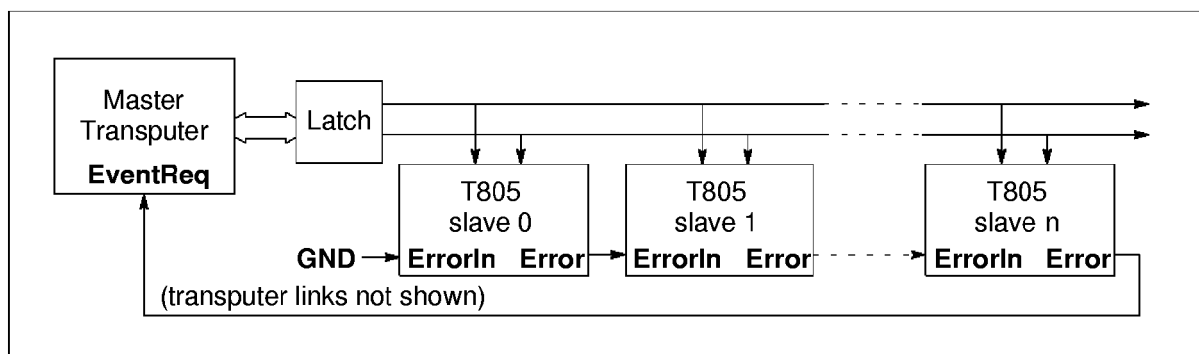 Master
Transputer
EventReq
Latch
T805
slave 0
ErrorIn Error
T805
slave 1
ErrorIn Error
T805
slave n
ErrorIn Error
GND
(transputer links not shown)